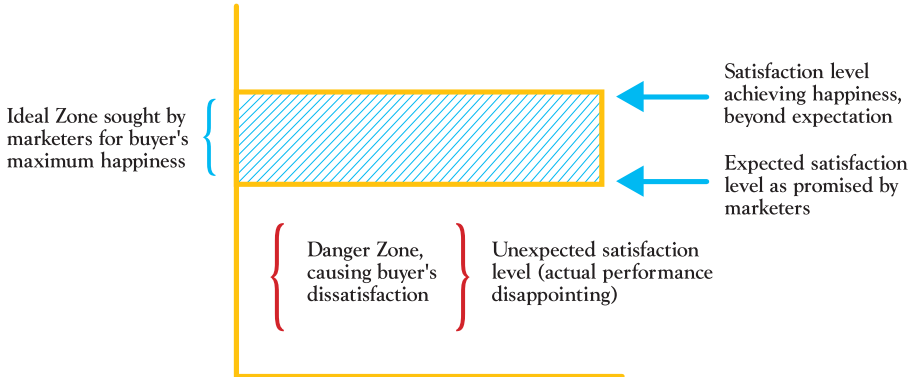 Ideal Zone sought by
marketers for buyer's
maximum happiness
Satisfaction level
achieving happiness,
beyond expectation
Expected satisfaction
level as promised by
marketers
Danger Zone,
causing buyer's
dissatisfaction
Unexpected satisfaction
level (actual performance
disappointing)